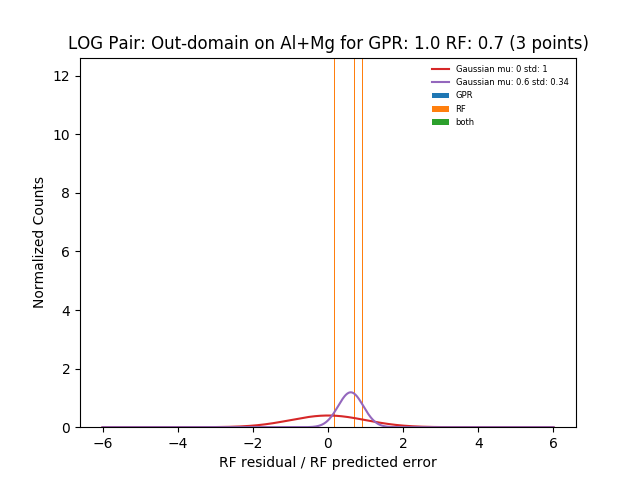 LOG Pair: Out-domain on Al+Mg for GPR: 1.0 RF: 0.7 (3 points)
Gaussian mu: 0 std: 1
Gaussian mu: 0.6 std: 0.34
GPR
RF
both
12
10
8
6
4
2
0
Normalized Counts
−6
−4
−2
0
2
4
6
RF residual / RF predicted error